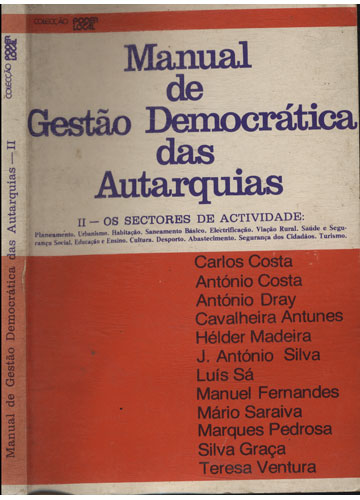 COLECÇÃO PODER LOCAL
Manual
de
Gestão Democrática
das
Autarquias
II — OS SECTORES DE ACTIVIDADE:
Planeamento. Urbanismo. Habitação. Saneamento Básico. Electrificação. Viação Rural. Saúde e Segu-
rança Social. Educação e Ensino. Cultura. Desporto. Abastecimento. Segurança dos Cidadãos. Turismo.
Carlos Costa
António Costa
António Dray
Cavalheira Antunes
Hélder Madeira
J. António Silva
Luís Sá
Manuel Fernandes
Mário Saraiva
Marques Pedrosa
Silva Graça
Teresa Ventura
Manual de Gestão Democrática das Autarquias — II
COLECÇÃO PODER LOCAL